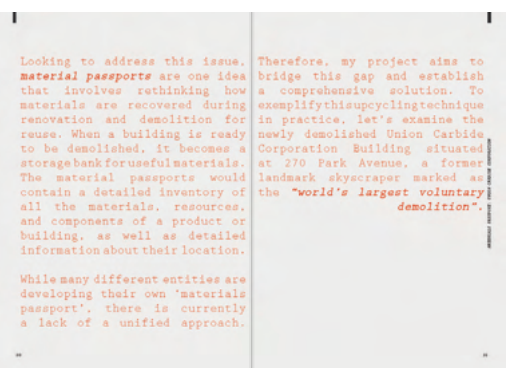 Looking to address this issue,
material passports are one idea
that involves rethinking how
materials are recovered during
renovation and demolition for
reuse. When a building is ready
to be demolished, it becomes a
storage bank for useful materials.
The material passports would
contain a detailed inventory of
all the materials, resources,
and components of a product or
building, as well as detailed
information about their location.
While many different entities are
developing their own 'materials
passport', there is currently
a lack of a unified approach.
Therefore, my project aims to
bridge this gap and establish
a comprehensive solution. To
exemplify this upcycling technique
in practice, let's examine the
newly demolished Union Carbide
Corporation Building situated
at 270 Park Avenue, a former
landmark skyscraper marked as
the "world's largest voluntary
demolition".